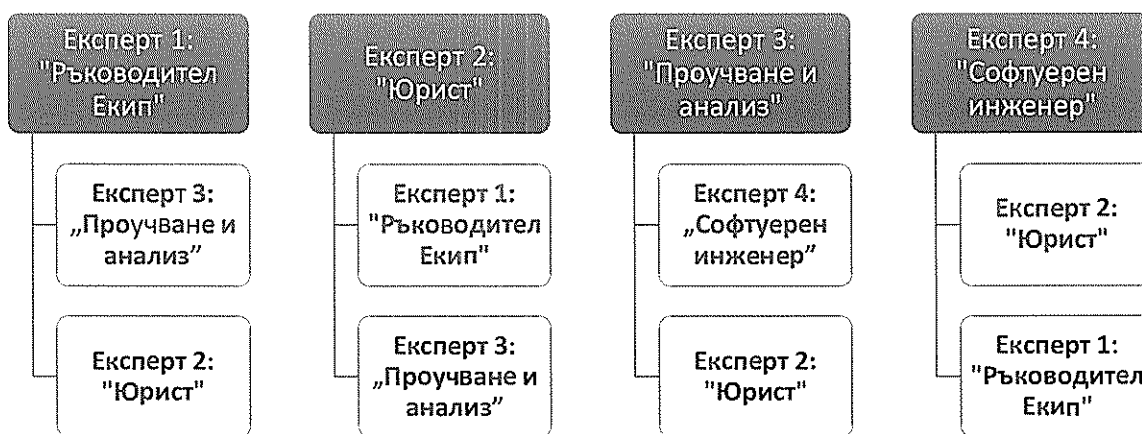 Експерт 1:
"Ръководител
Екип"
Експерт 3:
„Проучване и
анализ”
Експерт 2:
"Юрист"
Експерт 2:
"Юрист"
Експерт 1:
"Ръководител
Екип"
Експерт 3:
„Проучване и
анализ”
Експерт 3:
"Проучване и
анализ"
Експерт 4:
„Софтуерен
инженер”
Експерт 2:
"Юрист"
Експерт 4:
"Софтуерен
инженер"
Експерт 2:
"Юрист"
Експерт 1:
"Ръководител
Екип"